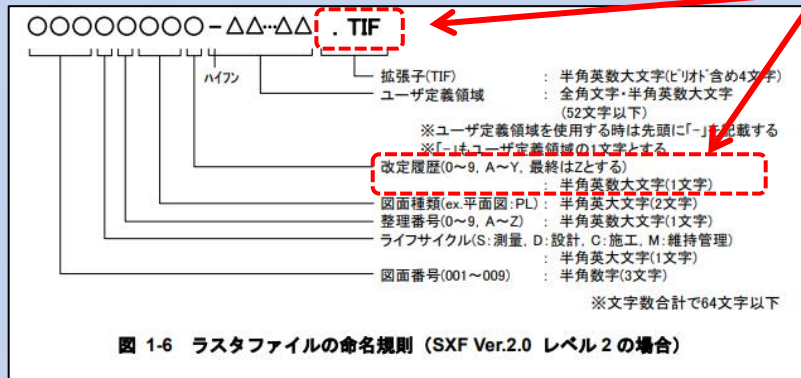 ○○○○○○○○-△△…△△ . TIF
ハイフン
拡張子(TIF) : 半角英数大文字(ピリオド含め4文字)
ユーザ定義領域 : 全角文字・半角英数大文字
(52文字以下)
※ユーザ定義領域を使用する時は先頭に「-」を記載する
※「-」もユーザ定義領域の1文字とする
改定履歴(0~9, A~Y, 最終はZとする)
: 半角英数大文字(1文字)
図面種類(ex.平面図:PL) : 半角英大文字(2文字)
整理番号(0~9, A~Z) : 半角英数大文字(1文字)
ライフサイクル(S:測量, D:設計, C:施工, M:維持管理)
: 半角英大文字(1文字)
図面番号(001~009) : 半角数字(3文字)
※文字数合計で64文字以下
図 1-6 ラスタファイルの命名規則(SXF Ver.2.0 レベル2の場合)